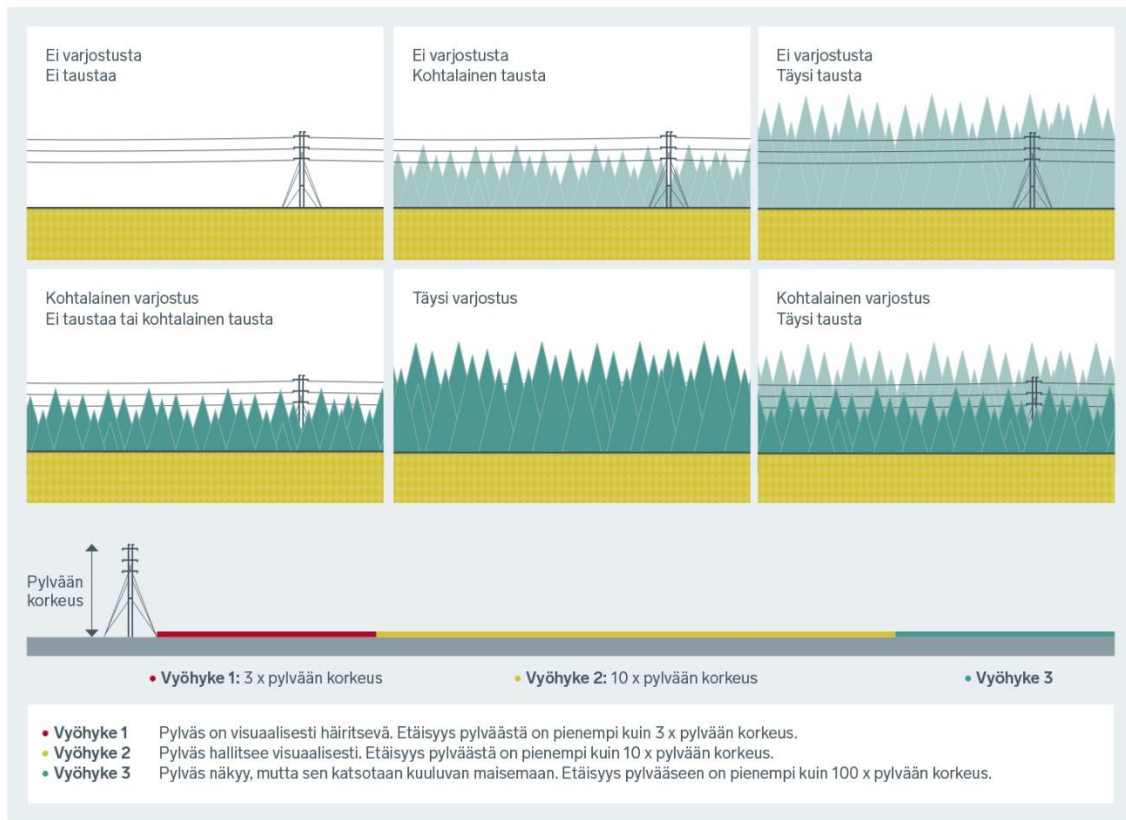 Ei varjostusta
Ei taustaa
Ei varjostusta
Kohtalainen tausta
Ei varjostusta
Täysi tausta
Kohtalainen varjostus
Ei taustaa tai kohtalainen tausta
Täysi varjostus
Kohtalainen varjostus
Täysi tausta
Pylvään
korkeus
• Vyöhyke 1: 3 x pylvään korkeus
• Vyöhyke 2: 10 x pylvään korkeus
• Vyöhyke 3
• Vyöhyke 1 Pylväs on visuaalisesti häiritsevä. Etäisyys pylväästä on pienempi kuin 3 x pylvään korkeus.
• Vyöhyke 2 Pylväs hallitsee visuaalisesti. Etäisyys pylväästä on pienempi kuin 10 x pylvään korkeus.
• Vyöhyke 3 Pylväs näkyy, mutta sen katsotaan kuuluvan maisemaan. Etäisyys pylvääseen on pienempi kuin 100 x pylvään korkeus.